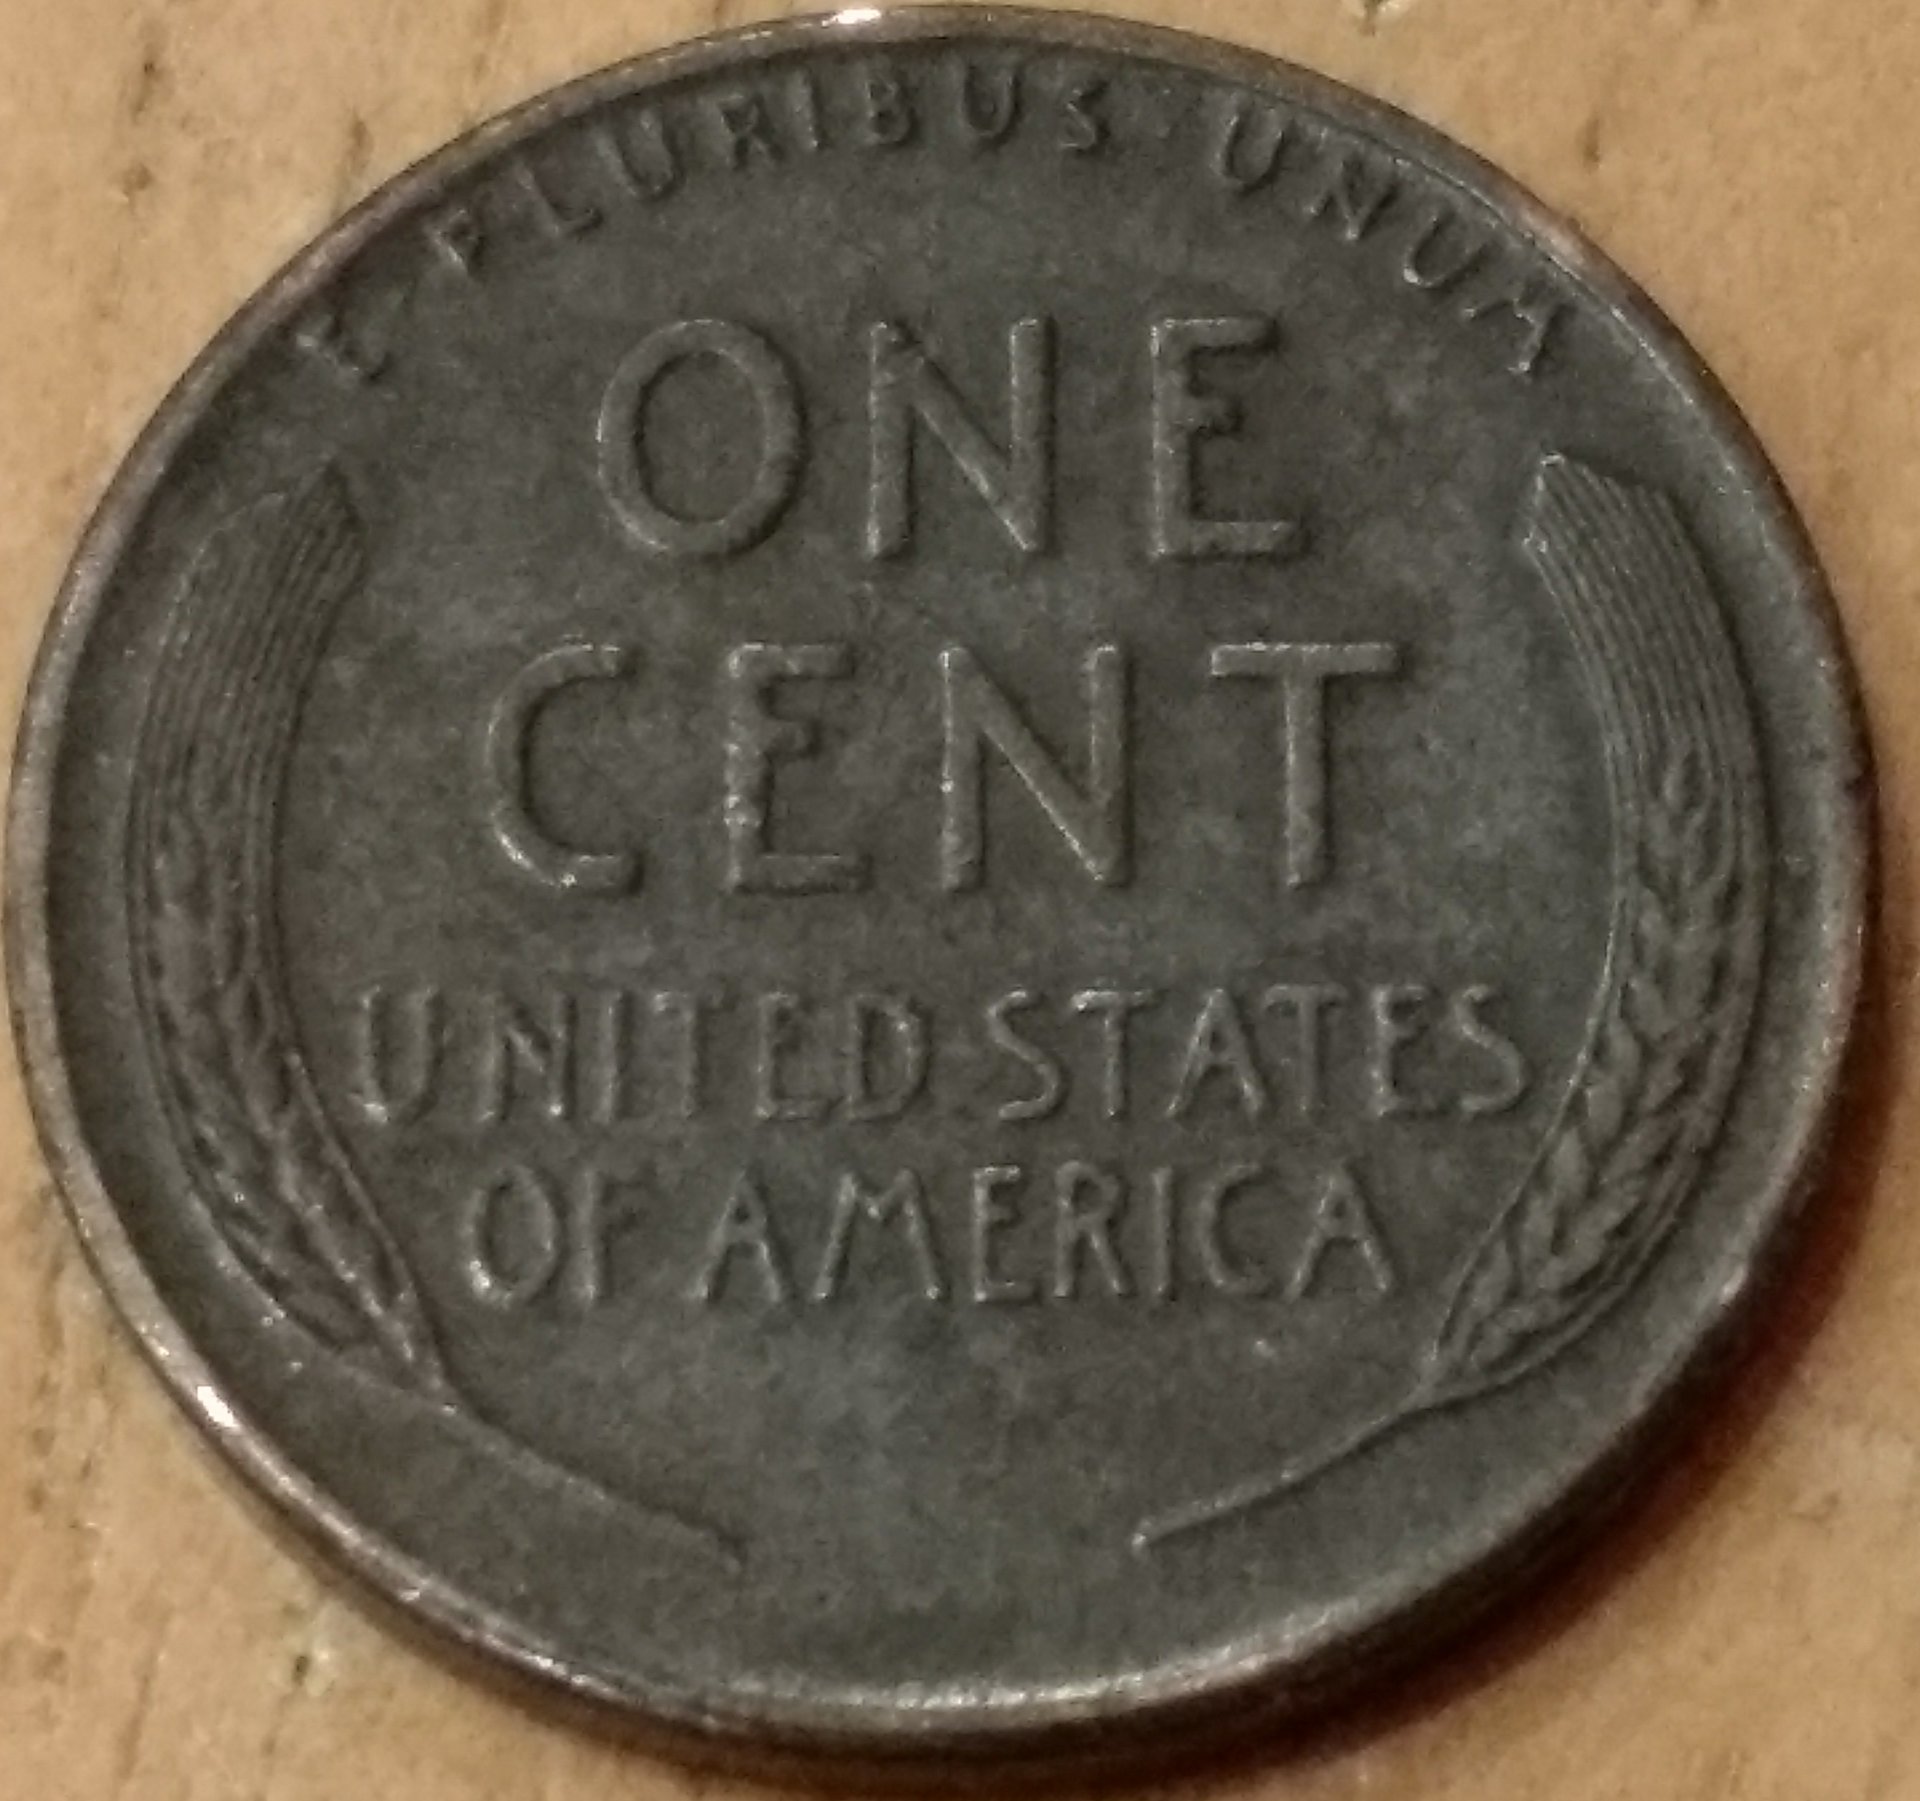 E · PLURIBUS · UNUM
ONE
CENT
UNITED STATES
OF AMERICA